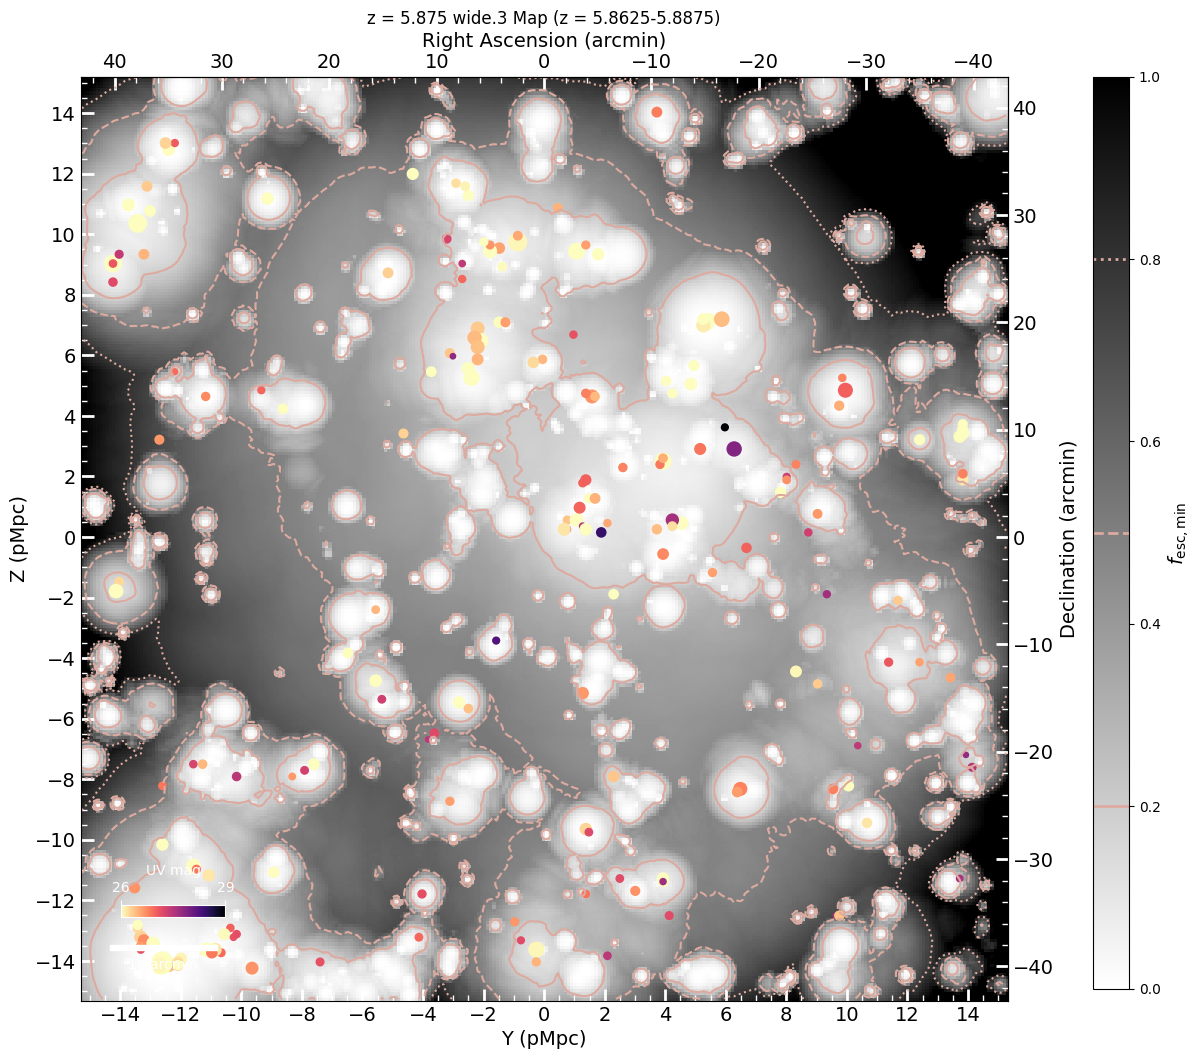 z = 5.875 wide.3 Map (z = 5.8625-5.8875)
Right Ascension (arcmin)
40 30 20 10 0 −10 −20 −30 −40
14 12 10 8 6 4 2 0 −2 −4 −6 −8 −10 −12 −14
Z (pMpc)
40 30 20 10 0 −10 −20 −30 −40
Declination (arcmin)
UV mag
26 29
−14 −12 −10 −8 −6 −4 −2 0 2 4 6 8 10 12 14
Y (pMpc)
1.0
0.8
0.6
0.4
0.2
0.0
fesc,min